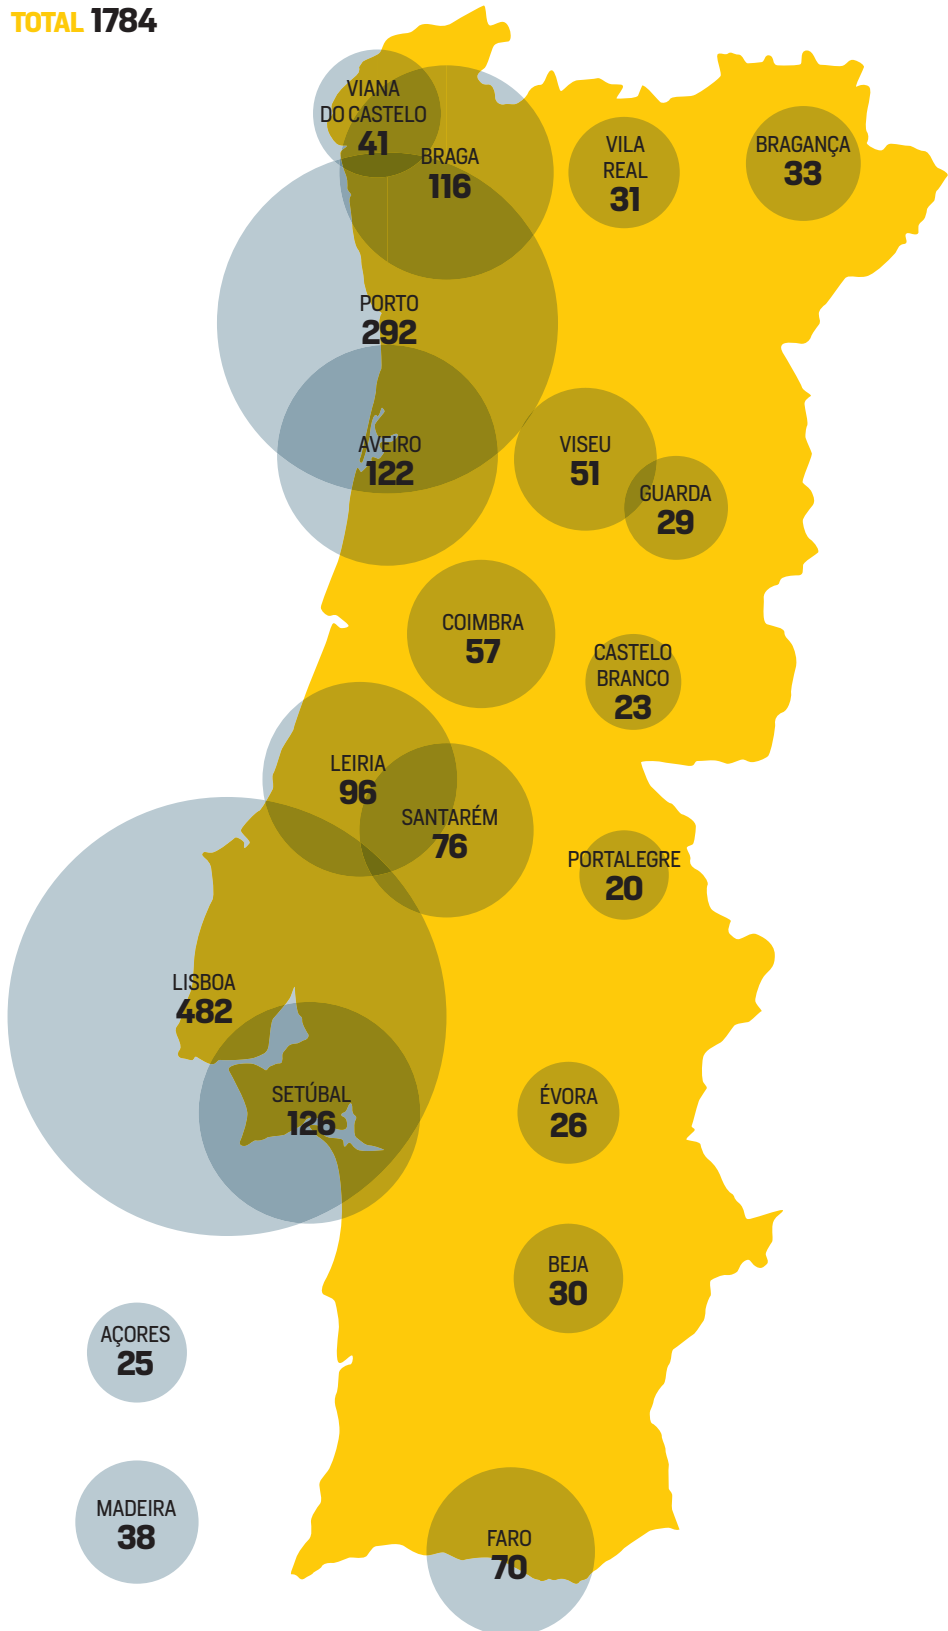 TOTAL 1784
VIANA
DO CASTELO
41
BRAGA
116
VILA
REAL
31
BRAGANÇA
33
PORTO
292
AVEIRO
122
VISEU
51
GUARDA
29
COIMBRA
57
CASTELO
BRANCO
23
LEIRIA
96
SANTARÉM
76
PORTALEGRE
20
LISBOA
482
SETÚBAL
126
ÉVORA
26
BEJA
30
AÇORES
25
MADEIRA
38
FARO
70